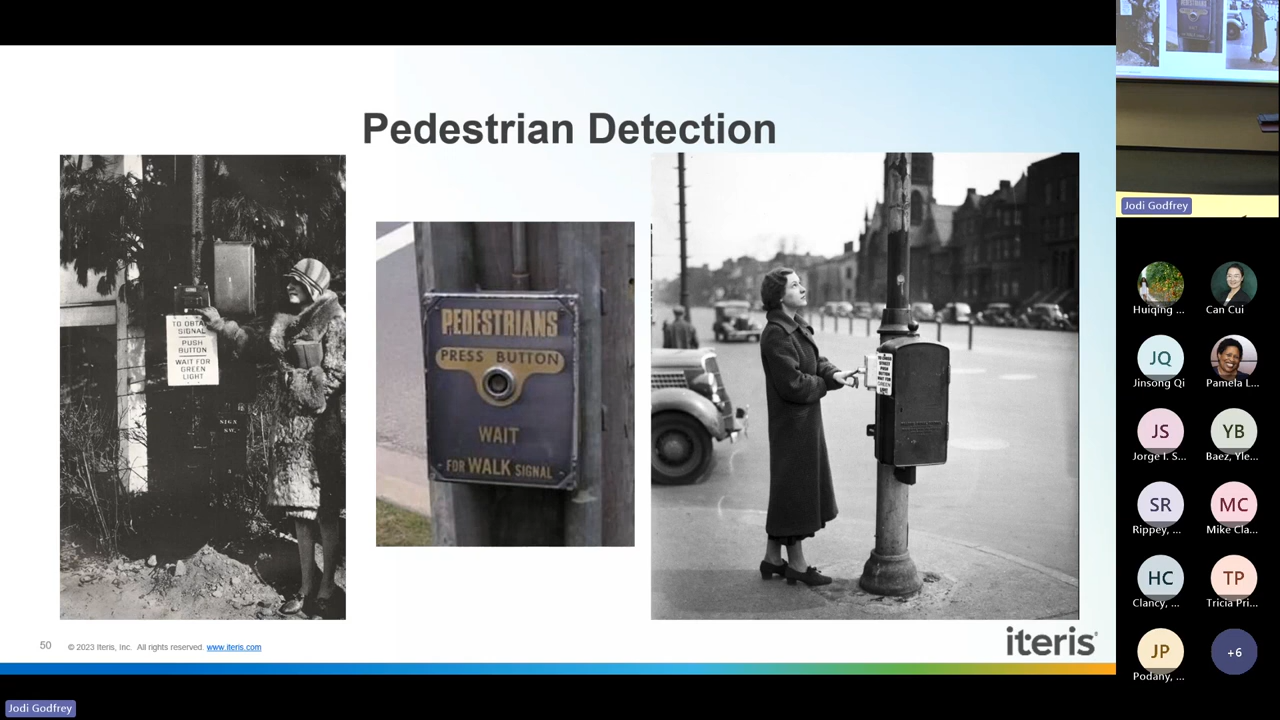 Pedestrian Detection
TO OBTAIN
SIGNAL
PUSH
BUTTON
WAIT FOR
GREEN
LIGHT
PEDESTRIANS
PRESS BUTTON
WAIT
FOR WALK SIGNAL
50
© 2023 Iteris, Inc. All rights reserved. www.iteris.com
iteris
Jodi Godfrey
Jodi Godfrey
Huiqing ...
Can Cui
JQ
Jinsong Qi
Pamela L...
JS
Jorge I. S...
YB
Baez, Yle...
SR
Rippey, ...
MC
Mike Cla...
HC
Clancy, ...
TP
Tricia Pri...
JP
Podany, ...
+6